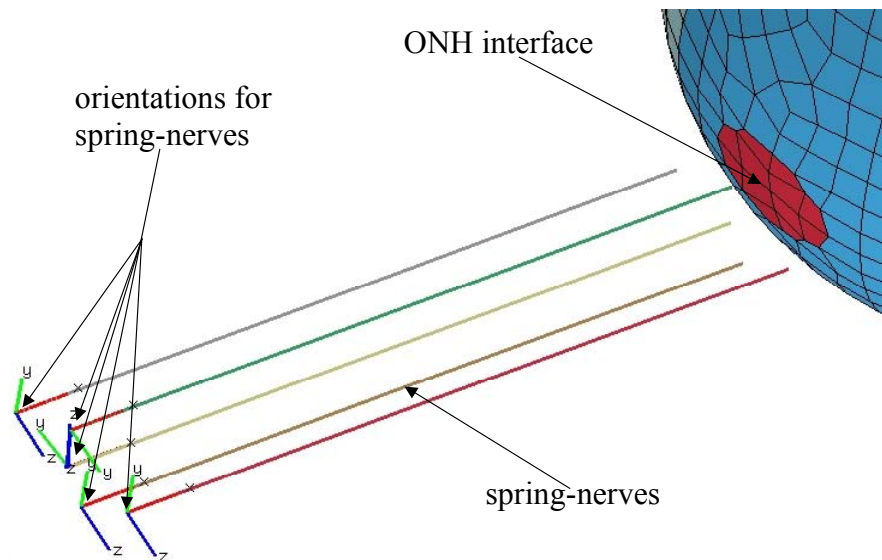 ONH interface
orientations for
spring-nerves
y
x
z
x
z
y
x
z
y
y
y
x
x
z
z
spring-nerves